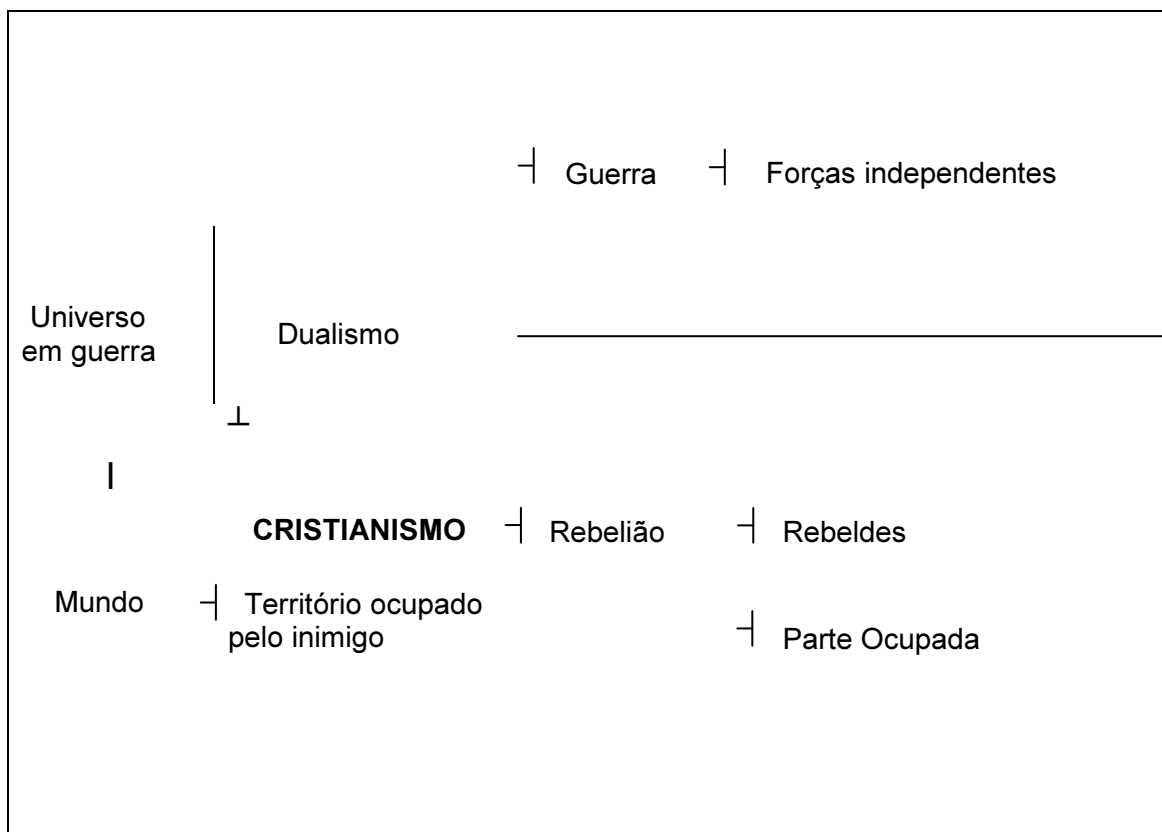 Guerra
Forças independentes
Universo
em guerra
Dualismo
CRISTIANISMO
Rebelião
Rebeldes
Mundo
Território ocupado
pelo inimigo
Parte Ocupada